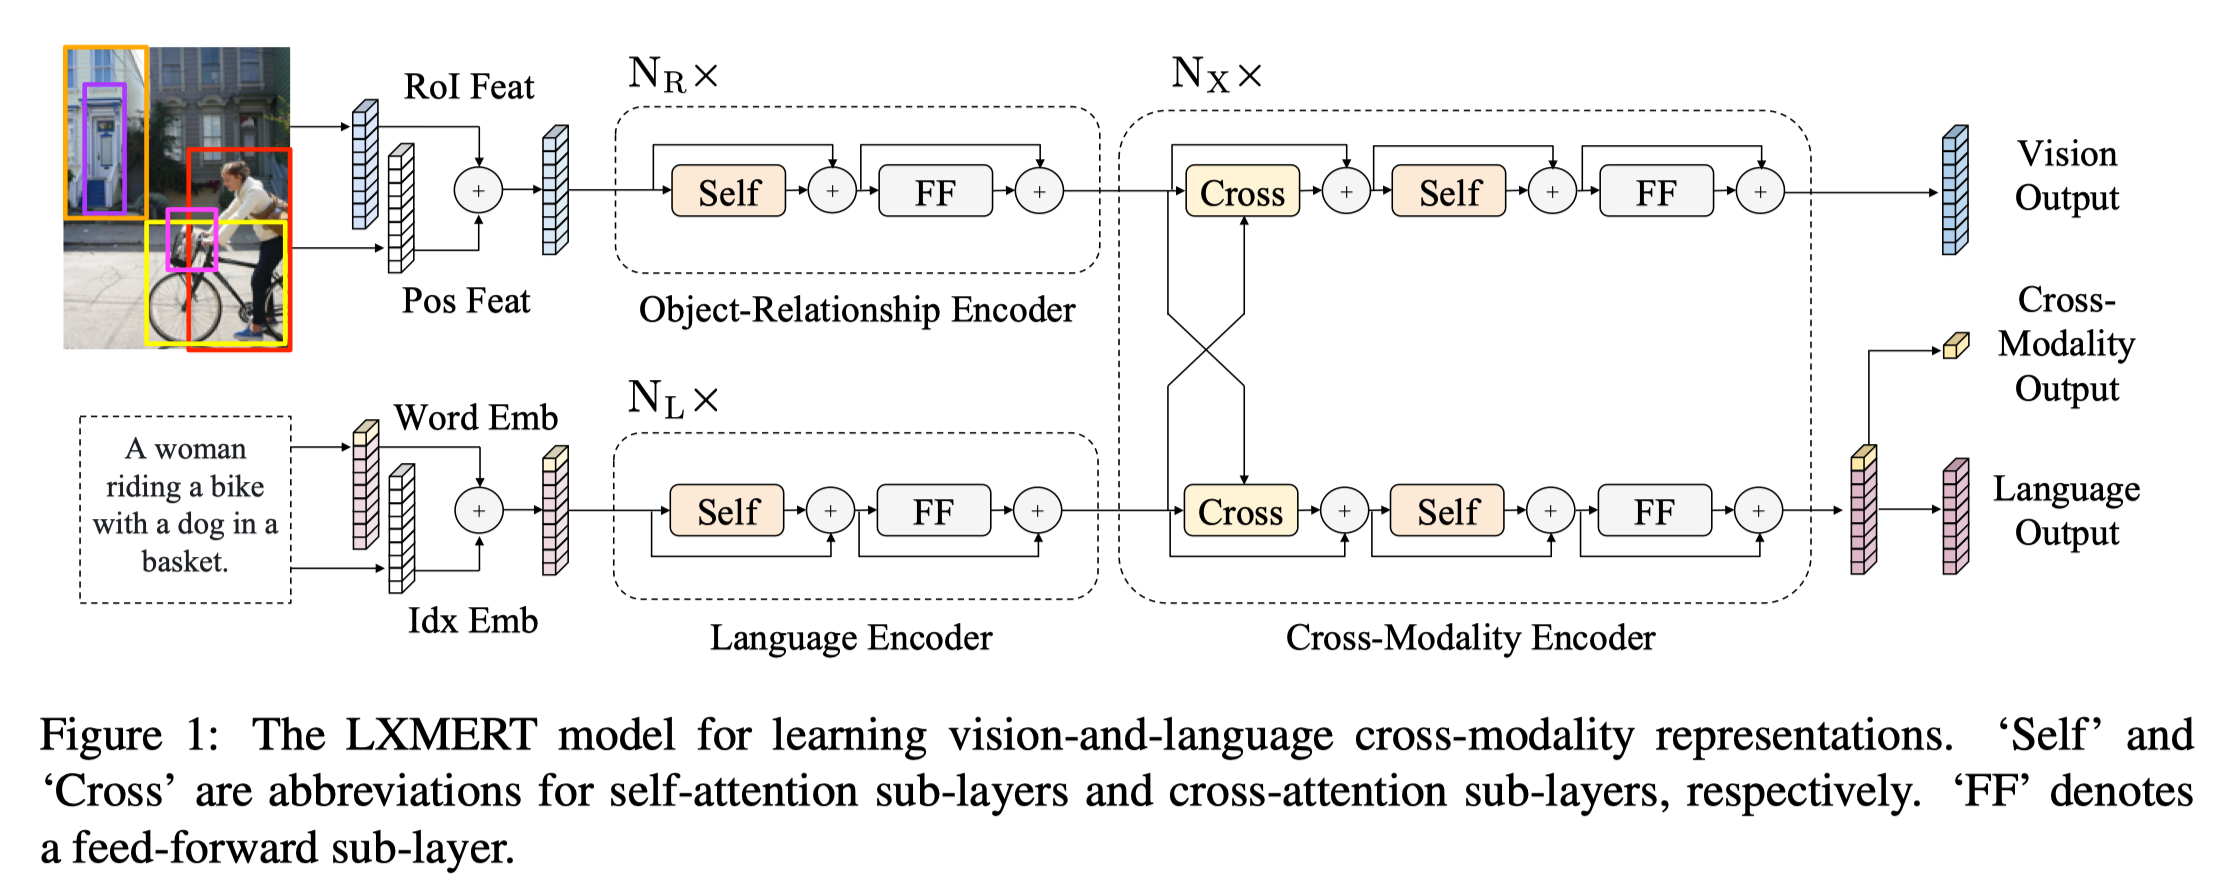 RoI Feat
Pos Feat
N_R ×
Self
+
FF
+
+
Object-Relationship Encoder
A woman
riding a bike
with a dog in a
basket.
Word Emb
Idx Emb
+
N_L ×
Self
+
FF
+
Language Encoder
N_X ×
Cross
+
Self
+
FF
+
Cross
+
Self
+
FF
+
Cross-Modality Encoder
Vision
Output
Cross-
Modality
Output
Language
Output
Figure 1: The LXMERT model for learning vision-and-language cross-modality representations. ‘Self’ and
‘Cross’ are abbreviations for self-attention sub-layers and cross-attention sub-layers, respectively. ‘FF’ denotes
a feed-forward sub-layer.